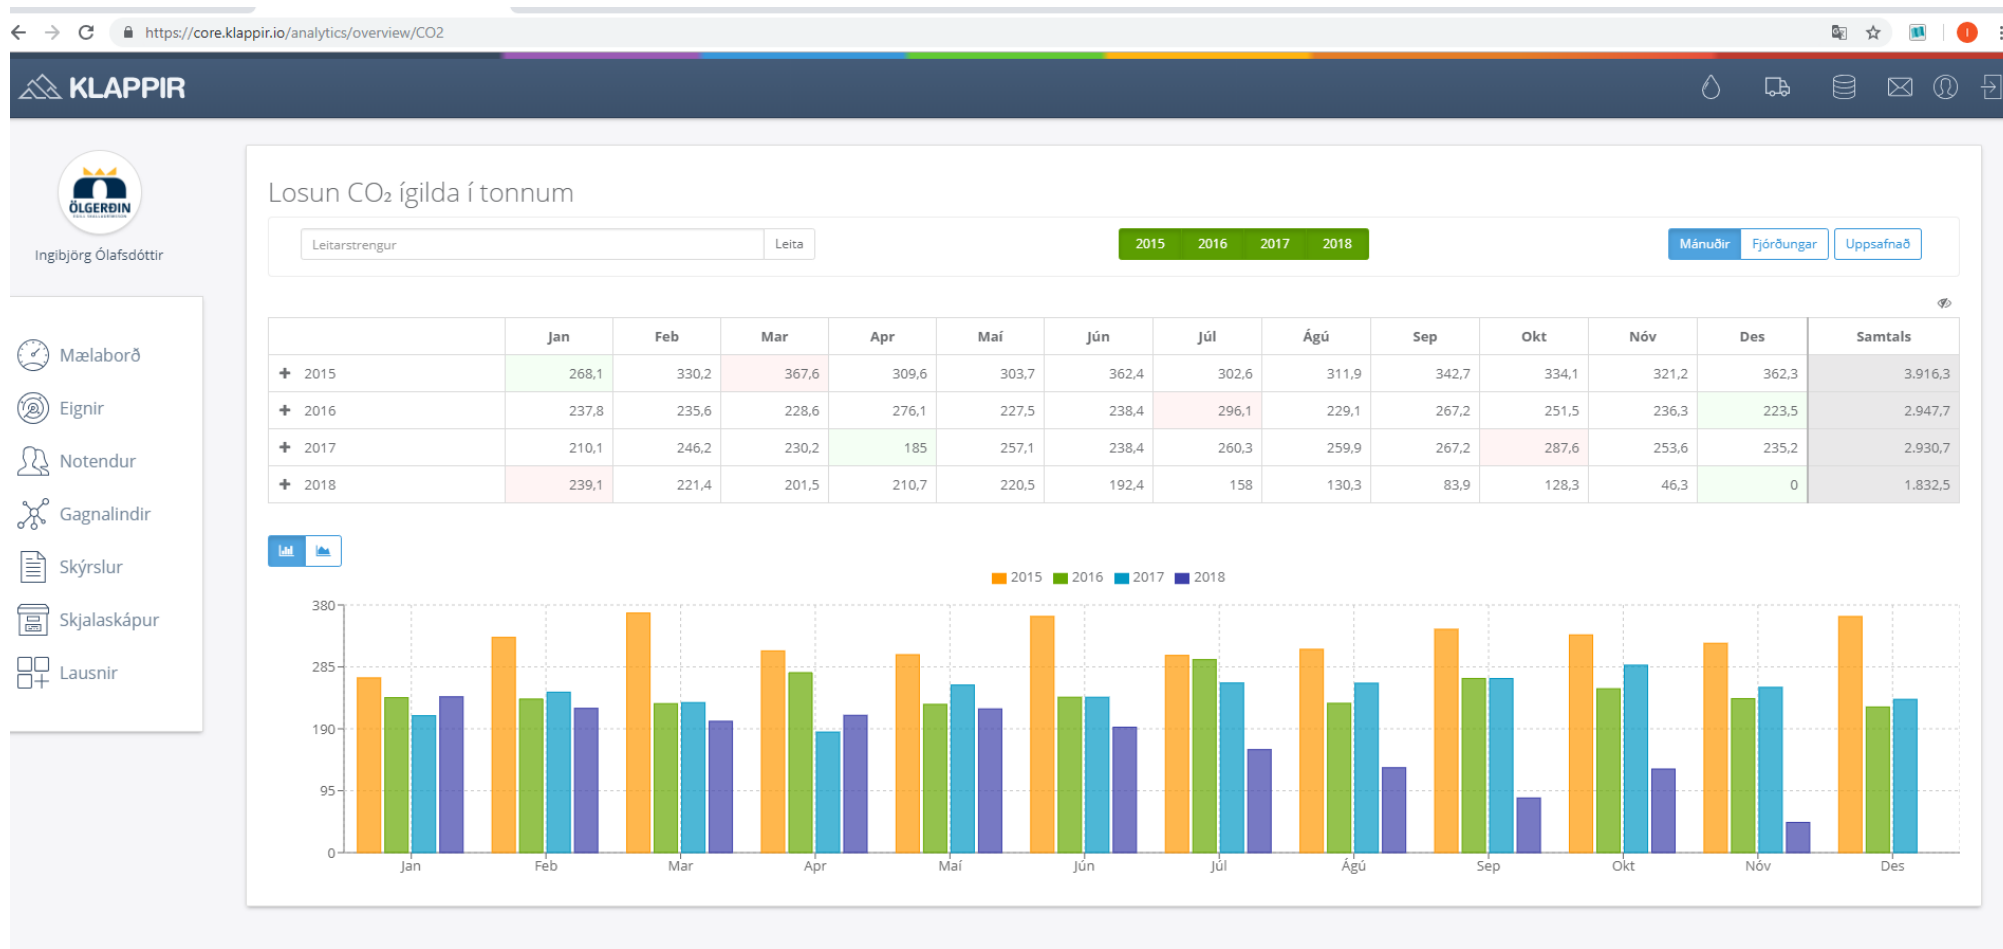 https://core.klappir.io/analytics/overview/CO2
KLAPPIR
ÖLGERÐIN
Ingibjörg Ólafsdóttir
Mælaborð
Eignir
Notendur
Gagnalindir
Skýrslur
Skjalaskápur
Lausnir
Losun CO₂ ígilda í tonnum
Leitarstrengur Leita 2015 2016 2017 2018 Mánuðir Fjórðungar Uppsafnað
Jan Feb Mar Apr Maí Jún Júl Ágú Sep Okt Nóv Des Samtals
2015 268,1 330,2 367,6 309,6 303,7 362,4 302,6 311,9 342,7 334,1 321,2 362,3 3.916,3
2016 237,8 235,6 228,6 276,1 227,5 238,4 296,1 229,1 267,2 251,5 236,3 223,5 2.947,7
2017 210,1 246,2 230,2 185 257,1 238,4 260,3 259,9 267,2 287,6 253,6 235,2 2.930,7
2018 239,1 221,4 201,5 210,7 220,5 192,4 158 130,3 83,9 128,3 46,3 0 1.832,5
2015 2016 2017 2018
380
285
190
95
0
Jan Feb Mar Apr Maí Jún Júl Ágú Sep Okt Nóv Des